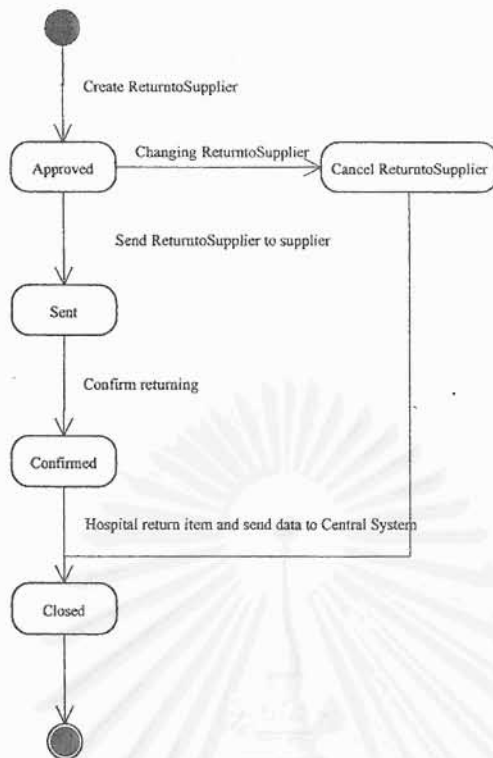 Create ReturntoSupplier
Approved
Changing ReturntoSupplier
Cancel ReturntoSupplier
Send ReturntoSupplier to supplier
Sent
Confirm returning
Confirmed
Hospital return item and send data to Central System
Closed